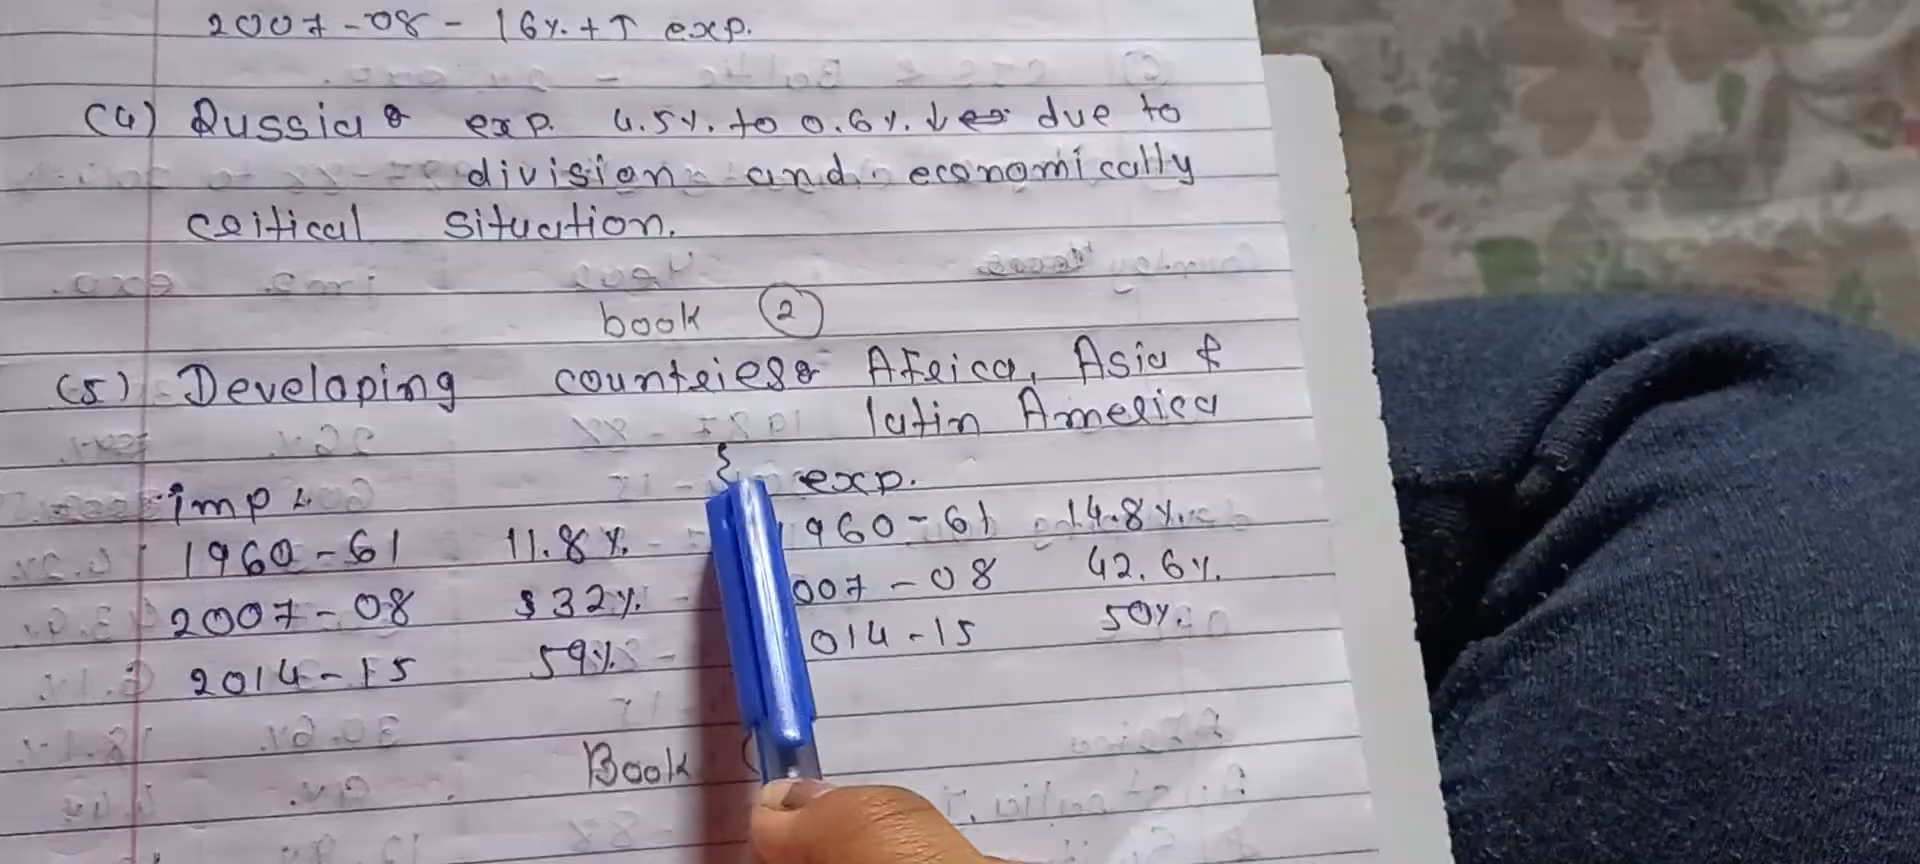 2007-08 - 16%. + ↑ exp.
(4) Russia: exp. 4.5%. to 0.6%. ↓es due to
division and economically
critical situation.
book (2)
(5) Developing countries: Africa, Asia &
latin America
imp. { exp.
1960-61 11.8%. 1960-61 14.8%.
2007-08 32%. 007-08 42.6%.
2014-15 59%. 014-15 50%.
Book